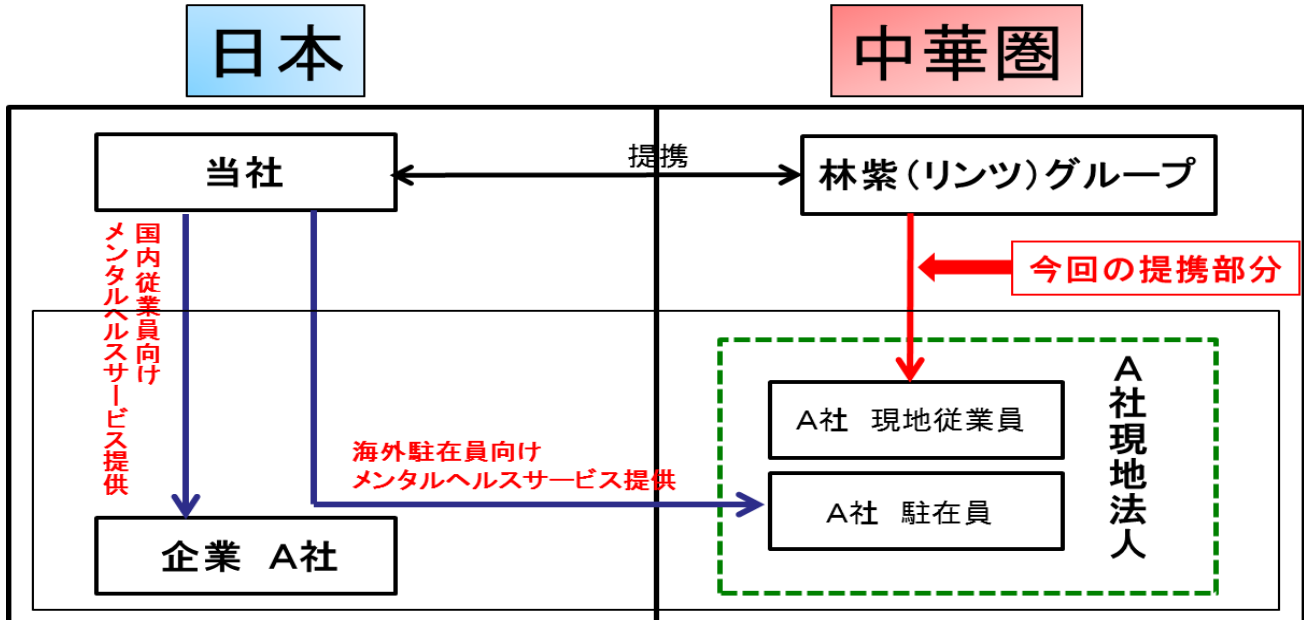 日本
中華圏
当社
提携
林紫（リンツ）グループ
国内従業員向け
メンタルヘルスサービス提供
今回の提携部分
A社現地法人
A社 現地従業員
海外駐在員向け
メンタルヘルスサービス提供
A社 駐在員
企業 A社